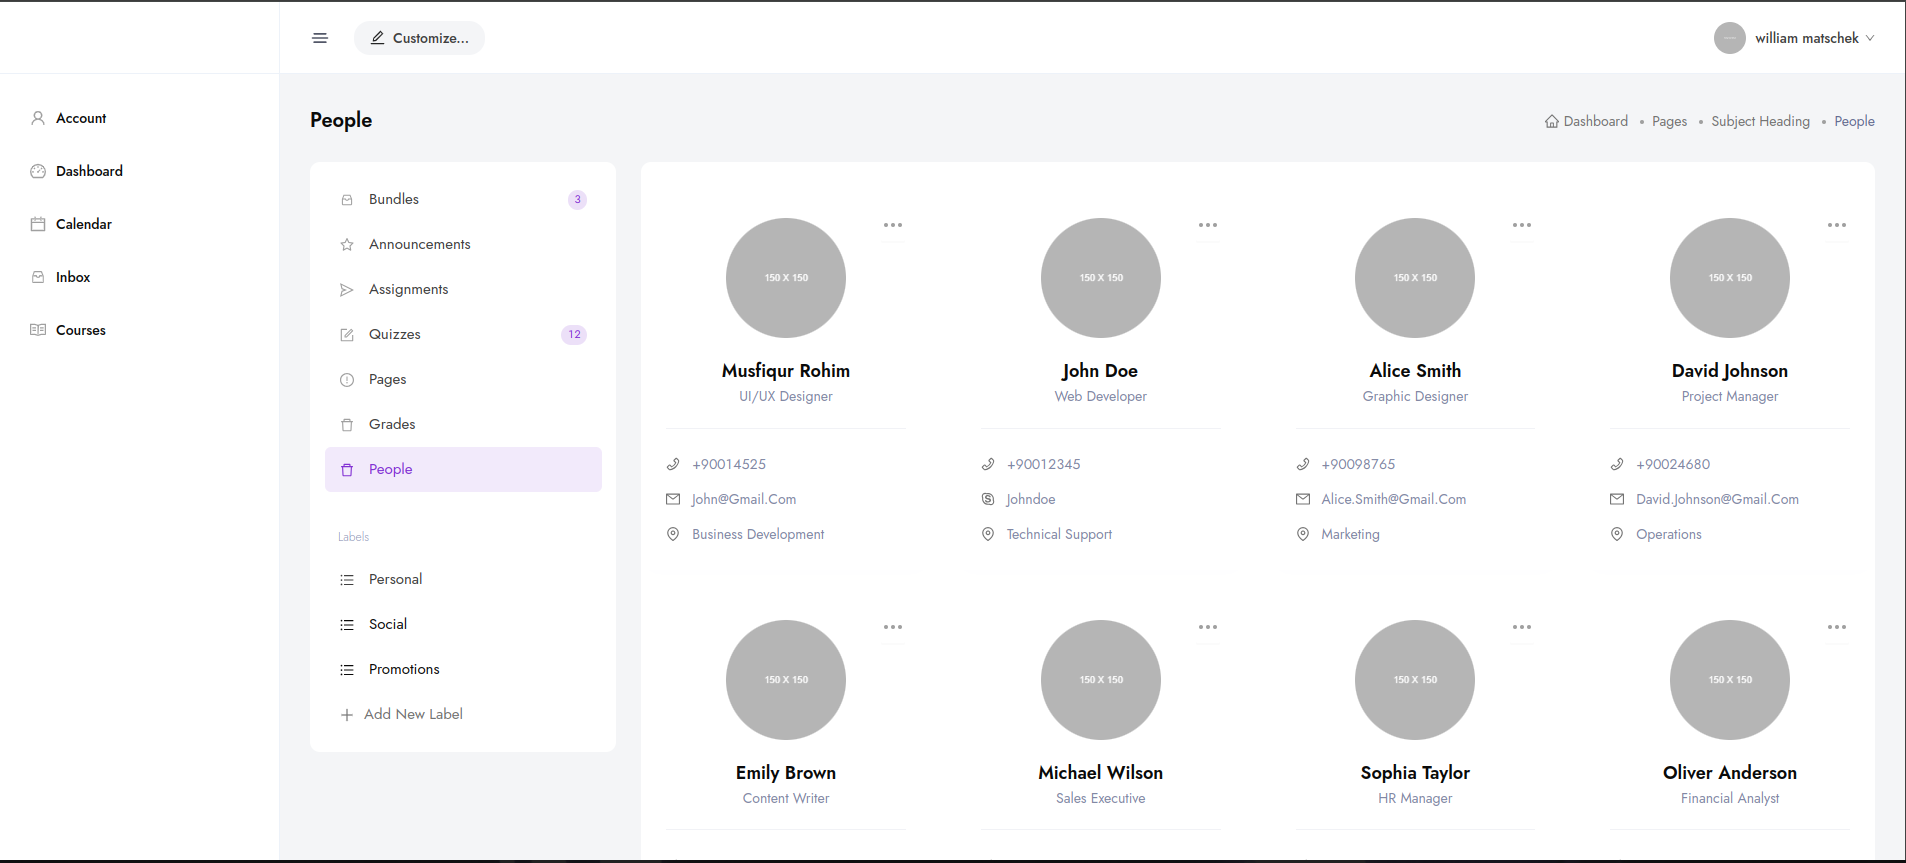 Customize...
william matschek
Account
Dashboard
Calendar
Inbox
Courses
People
Dashboard • Pages • Subject Heading • People
Bundles 3
Announcements
Assignments
Quizzes 12
Pages
Grades
People
Labels
Personal
Social
Promotions
Add New Label
150 X 150
Musfiqur Rohim
UI/UX Designer
+90014525
John@Gmail.Com
Business Development
150 X 150
John Doe
Web Developer
+90012345
Johndoe
Technical Support
150 X 150
Alice Smith
Graphic Designer
+90098765
Alice.Smith@Gmail.Com
Marketing
150 X 150
David Johnson
Project Manager
+90024680
David.Johnson@Gmail.Com
Operations
150 X 150
Emily Brown
Content Writer
150 X 150
Michael Wilson
Sales Executive
150 X 150
Sophia Taylor
HR Manager
150 X 150
Oliver Anderson
Financial Analyst